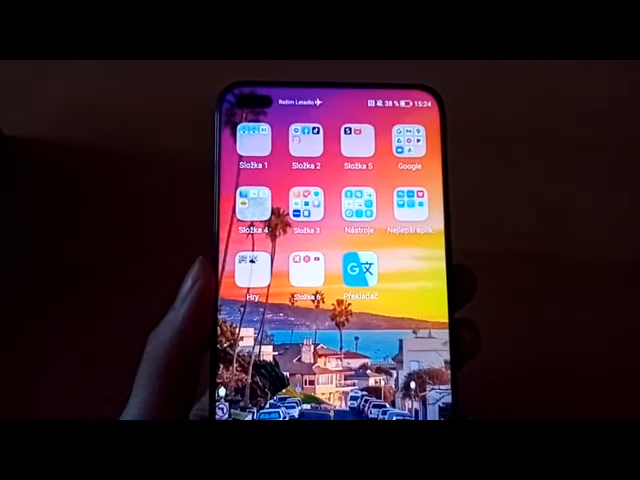 Režim Letadlo 38 % 15:24
Složka 1 Složka 2 Složka 5 Google
Složka 4 Složka 3 Nástroje Nejlepší aplik
Hry Složka 6 Překladač